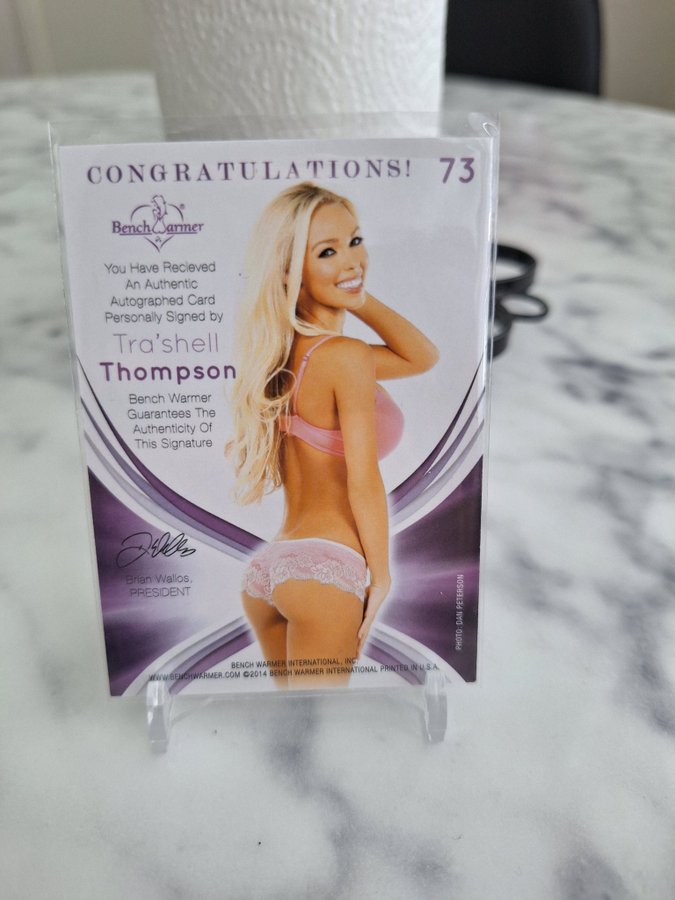 CONGRATULATIONS! 73
Bench Warmer
You Have Recieved
An Authentic
Autographed Card
Personally Signed by
Tra'shell
Thompson
Bench Warmer
Guarantees The
Authenticity Of
This Signature
Brian Wallos,
PRESIDENT
PHOTO: DAN PETERSON
BENCH WARMER INTERNATIONAL, INC.
WWW.BENCHWARMER.COM ©2014 BENCH WARMER INTERNATIONAL PRINTED IN U.S.A.